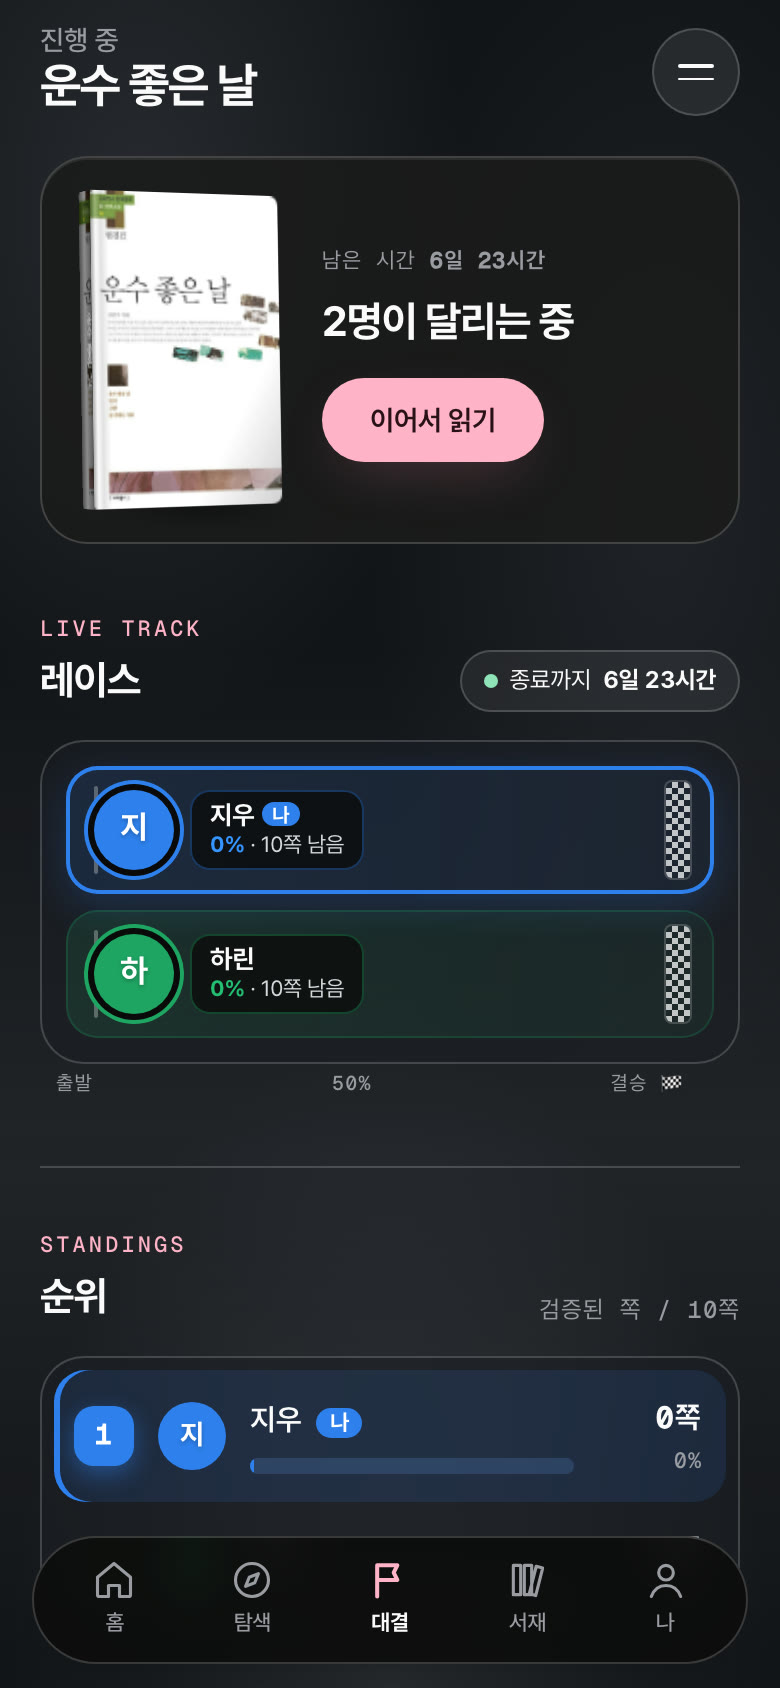 진행 중
운수 좋은 날
운수 좋은 날
남은 시간 6일 23시간
2명이 달리는 중
이어서 읽기
LIVE TRACK
레이스
종료까지 6일 23시간
지
지우 나
0% · 10쪽 남음
하
하린
0% · 10쪽 남음
출발 50% 결승
STANDINGS
순위
검증된 쪽 / 10쪽
1 지 지우 나 0쪽
0%
홈 탐색 대결 서재 나